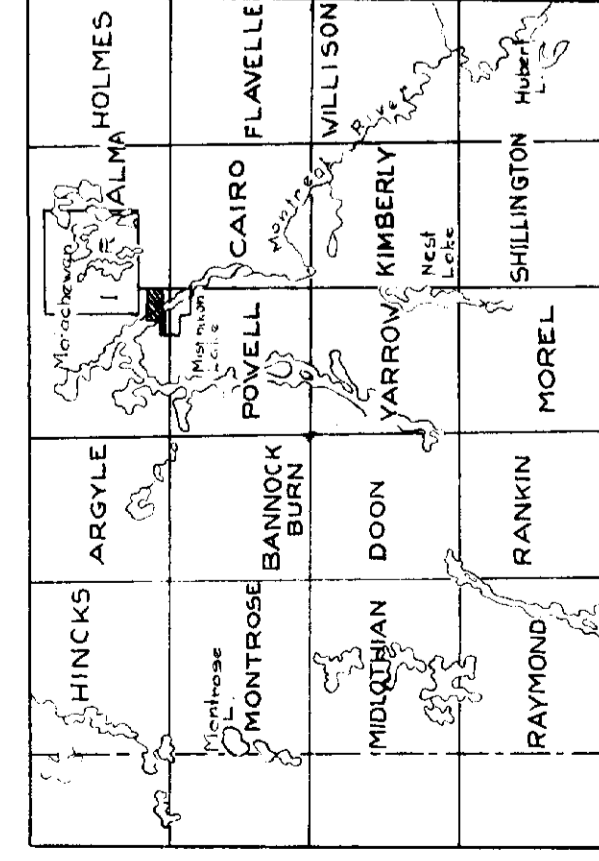 HINCKS
ARGYLE
Matachewan
I R
ALMA
HOLMES
Montrose
L.
MONTROSE
BANNOCK
BURN
Mistinikon
Lake
POWELL
CAIRO
FLAVELLE
Montreal River
MIDLOTHIAN
DOON
YARROW
KIMBERLY
WILLISON
Nest
Lake
RAYMOND
RANKIN
MOREL
SHILLINGTON
Hubert
L.